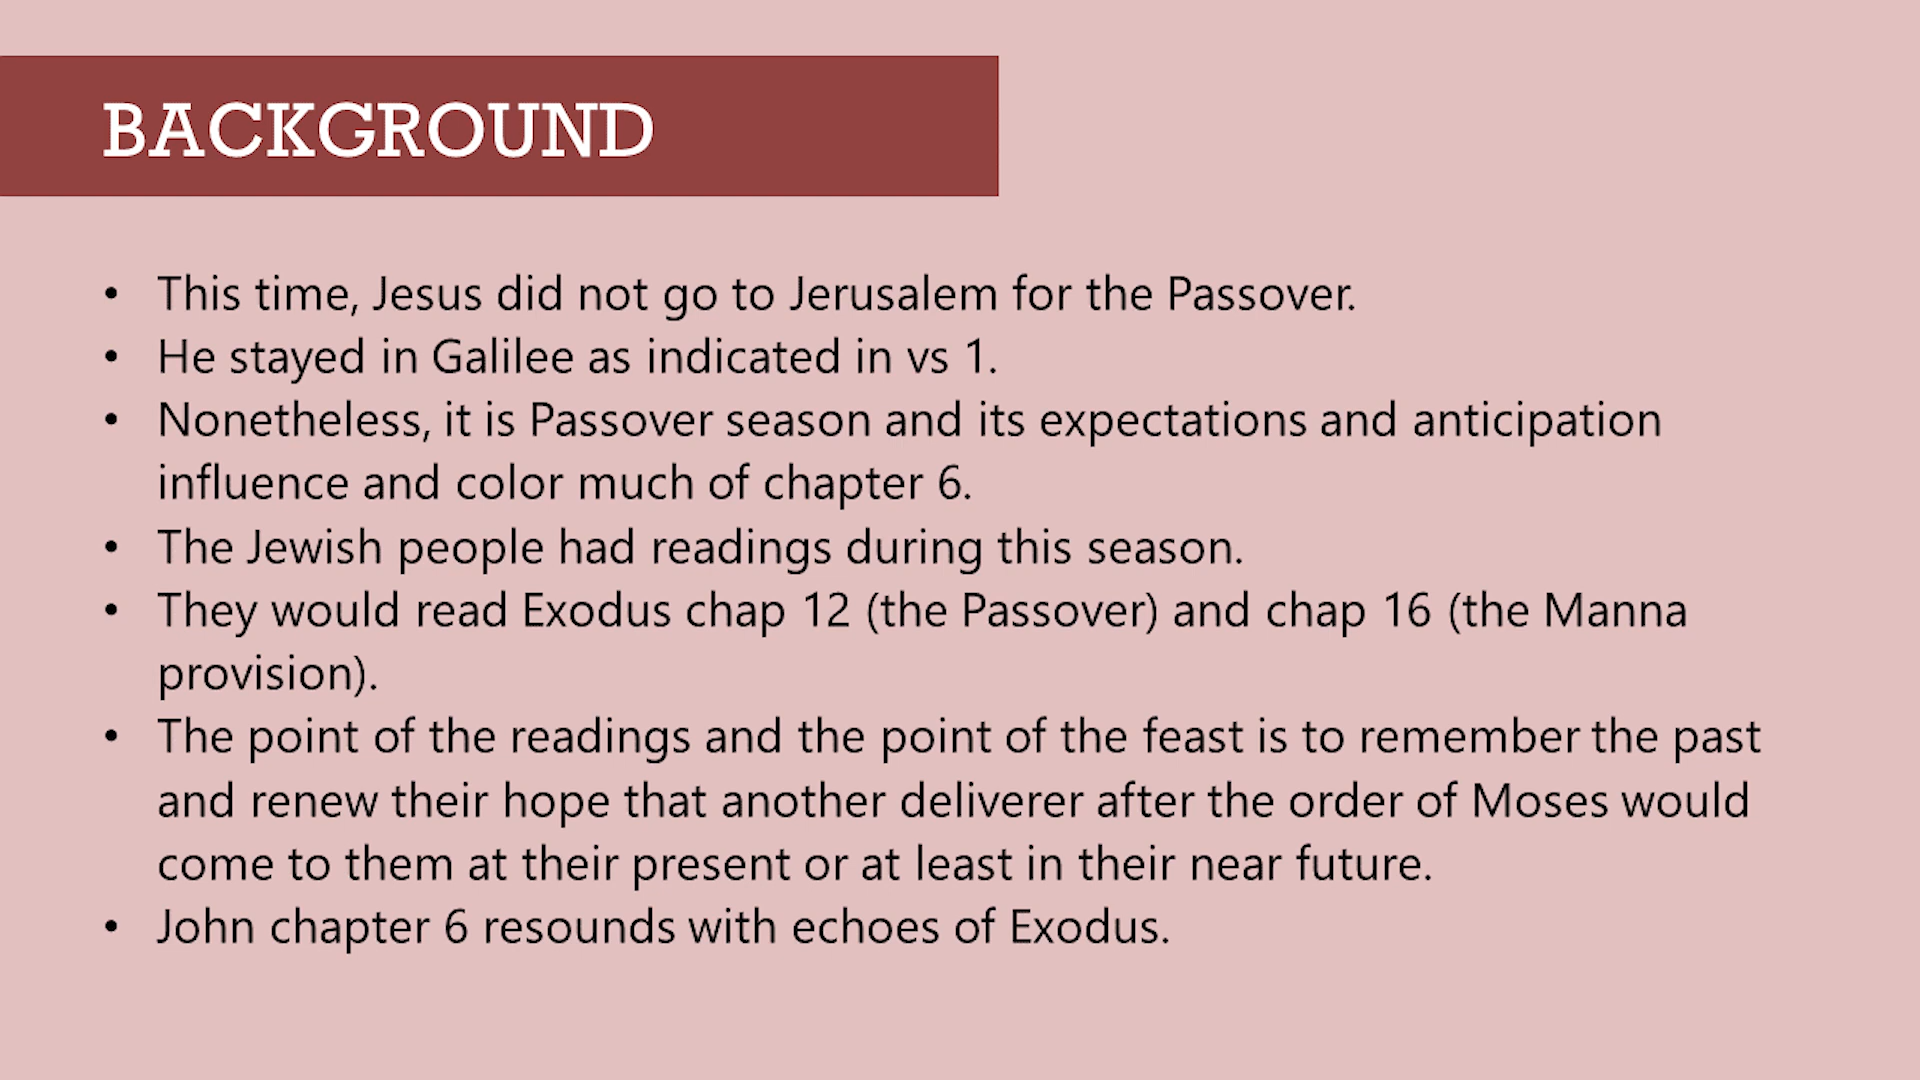 BACKGROUND
• This time, Jesus did not go to Jerusalem for the Passover.
• He stayed in Galilee as indicated in vs 1.
• Nonetheless, it is Passover season and its expectations and anticipation
influence and color much of chapter 6.
• The Jewish people had readings during this season.
• They would read Exodus chap 12 (the Passover) and chap 16 (the Manna
provision).
• The point of the readings and the point of the feast is to remember the past
and renew their hope that another deliverer after the order of Moses would
come to them at their present or at least in their near future.
• John chapter 6 resounds with echoes of Exodus.